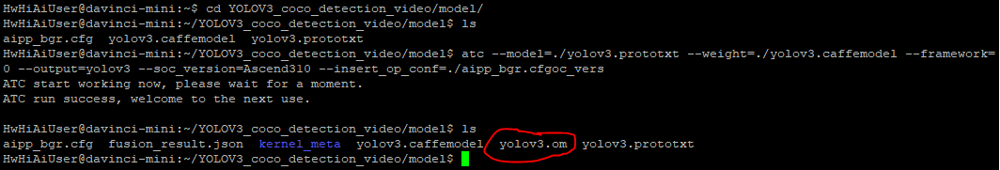 HwHiAiUser@davinci-mini:~$ cd YOLOV3_coco_detection_video/model/
HwHiAiUser@davinci-mini:~/YOLOV3_coco_detection_video/model$ ls
aipp_bgr.cfg  yolov3.caffemodel  yolov3.prototxt
HwHiAiUser@davinci-mini:~/YOLOV3_coco_detection_video/model$ atc --model=./yolov3.prototxt --weight=./yolov3.caffemodel --framework=
0 --output=yolov3 --soc_version=Ascend310 --insert_op_conf=./aipp_bgr.cfgoc_vers
ATC start working now, please wait for a moment.
ATC run success, welcome to the next use.
HwHiAiUser@davinci-mini:~/YOLOV3_coco_detection_video/model$ ls
aipp_bgr.cfg  fusion_result.json  kernel_meta  yolov3.caffemodel  yolov3.om  yolov3.prototxt
HwHiAiUser@davinci-mini:~/YOLOV3_coco_detection_video/model$